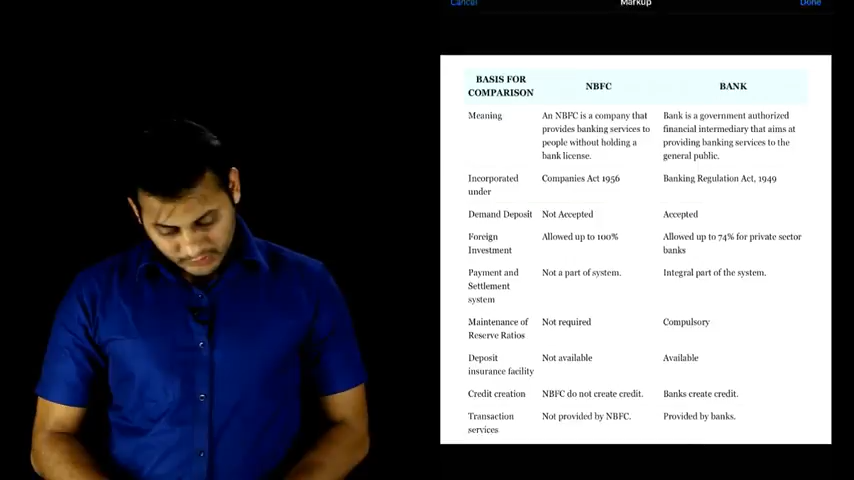 Cancel Markup Done
BASIS FOR COMPARISON NBFC BANK
Meaning An NBFC is a company that provides banking services to people without holding a bank license. Bank is a government authorized financial intermediary that aims at providing banking services to the general public.
Incorporated under Companies Act 1956 Banking Regulation Act, 1949
Demand Deposit Not Accepted Accepted
Foreign Investment Allowed up to 100% Allowed up to 74% for private sector banks
Payment and Settlement system Not a part of system. Integral part of the system.
Maintenance of Reserve Ratios Not required Compulsory
Deposit insurance facility Not available Available
Credit creation NBFC do not create credit. Banks create credit.
Transaction services Not provided by NBFC. Provided by banks.